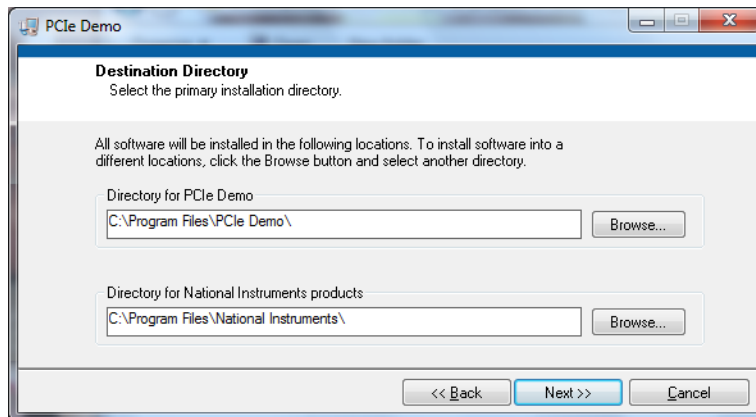 PCIe Demo
Destination Directory
Select the primary installation directory.
All software will be installed in the following locations. To install software into a
different locations, click the Browse button and select another directory.
Directory for PCIe Demo
C:\Program Files\PCIe Demo\
Browse...
Directory for National Instruments products
C:\Program Files\National Instruments\
Browse...
<< Back
Next >>
Cancel